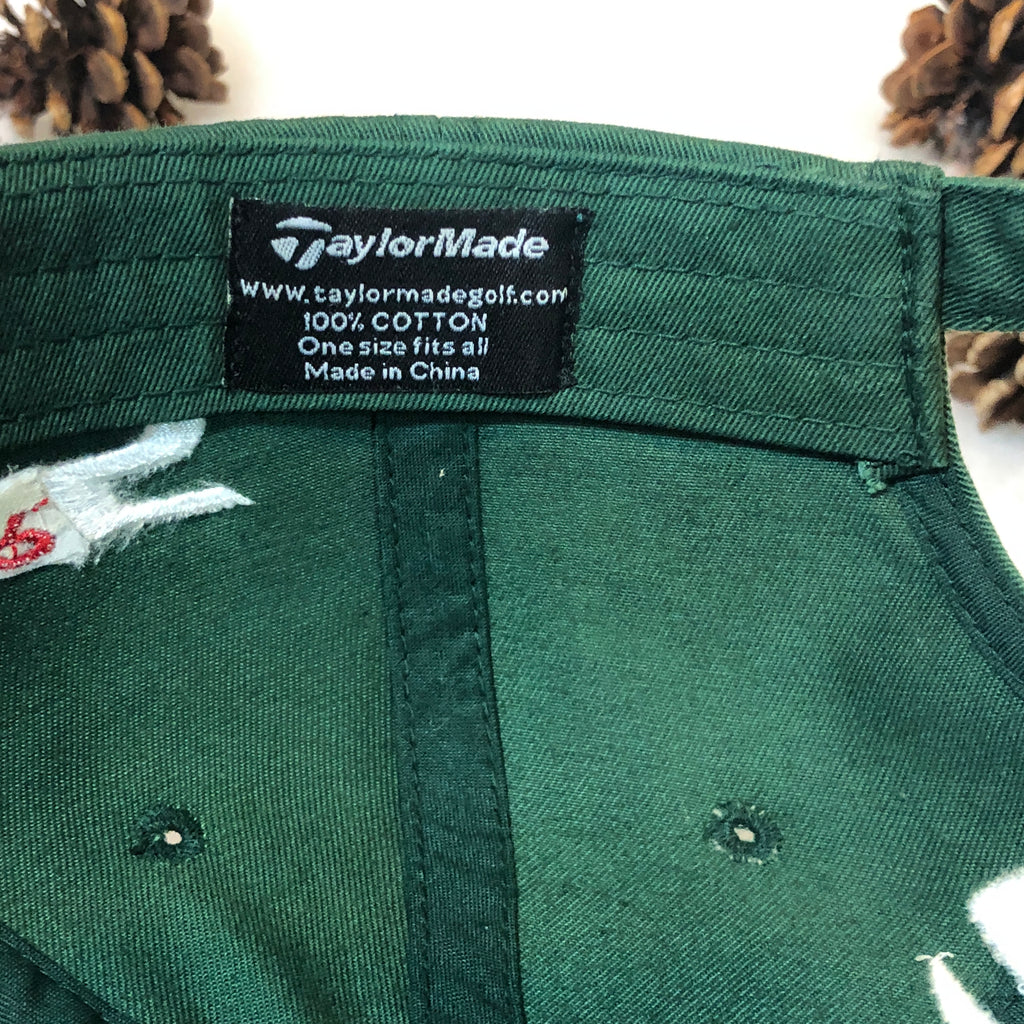 TaylorMade
www.taylormadegolf.com
100% COTTON
One size fits all
Made in China